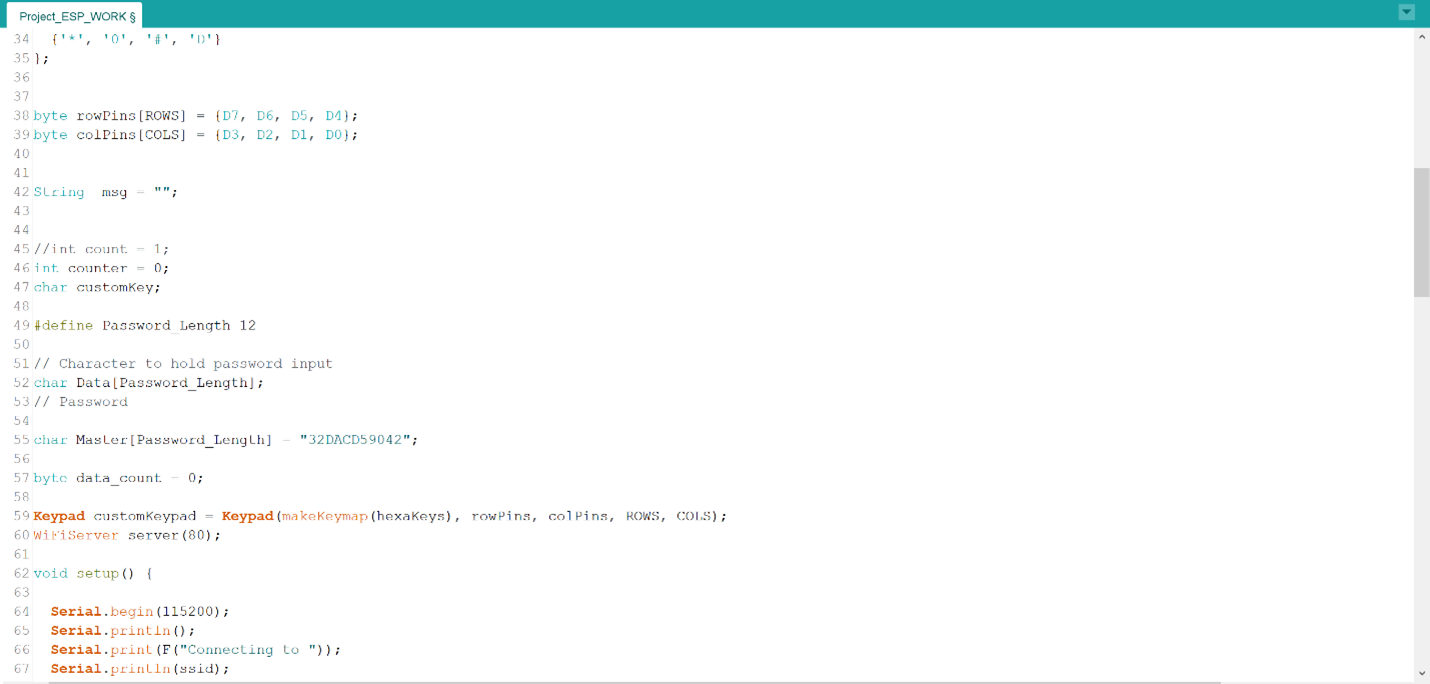 Project_ESP_WORK §
34 {'*', '0', '#', 'D'}
35 };
36
37
38 byte rowPins[ROWS] = {D7, D6, D5, D4};
39 byte colPins[COLS] = {D3, D2, D1, D0};
40
41
42 String  msg = "";
43
44
45 //int count = 1;
46 int counter = 0;
47 char customKey;
48
49 #define Password_Length 12
50
51 // Character to hold password input
52 char Data[Password_Length];
53 // Password
54
55 char Master[Password_Length] = "32DACD59042";
56
57 byte data_count = 0;
58
59 Keypad customKeypad = Keypad(makeKeymap(hexaKeys), rowPins, colPins, ROWS, COLS);
60 WiFiServer server(80);
61
62 void setup() {
63
64 Serial.begin(115200);
65 Serial.println();
66 Serial.print(F("Connecting to "));
67 Serial.println(ssid);